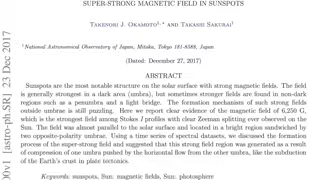 SUPER-STRONG MAGNETIC FIELD IN SUNSPOTS
Takenori J. Okamoto1,* and Takashi Sakurai1
1National Astronomical Observatory of Japan, Mitaka, Tokyo 181-8588, Japan
(Dated: December 27, 2017)
ABSTRACT
Sunspots are the most notable structure on the solar surface with strong magnetic fields. The field
is generally strongest in a dark area (umbra), but sometimes stronger fields are found in non-dark
regions such as a penumbra and a light bridge. The formation mechanism of such strong fields
outside umbrae is still puzzling. Here we report clear evidence of the magnetic field of 6,250 G,
which is the strongest field among Stokes I profiles with clear Zeeman splitting ever observed on the
Sun. The field was almost parallel to the solar surface and located in a bright region sandwiched by
two opposite-polarity umbrae. Using a time series of spectral datasets, we discussed the formation
process of the super-strong field and suggested that this strong field region was generated as a result
of compression of one umbra pushed by the horizontal flow from the other umbra, like the subduction
of the Earth's crust in plate tectonics.
Keywords: sunspots, Sun: magnetic fields, Sun: photosphere
00v1 [astro-ph.SR] 23 Dec 2017